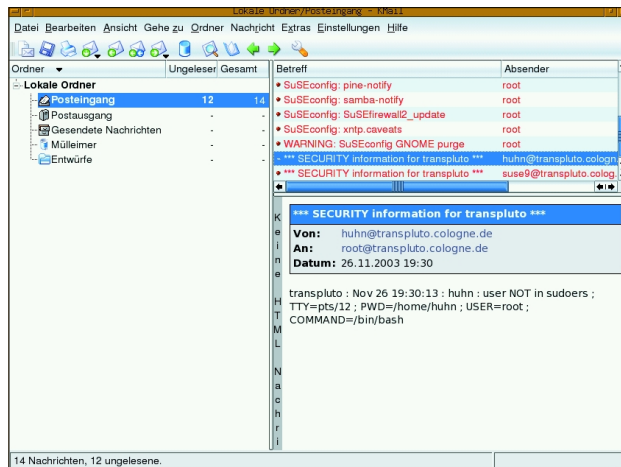 Lokale Ordner/Posteingang - KMail
Datei Bearbeiten Ansicht Gehe zu Ordner Nachricht Extras Einstellungen Hilfe
Ordner Ungelesen Gesamt
Lokale Ordner
Posteingang 12 14
Postausgang - -
Gesendete Nachrichten - -
Mülleimer - -
Entwürfe - -
Betreff Absender
SuSEconfig: pine-notify root
SuSEconfig: samba-notify root
SuSEconfig: SuSEfirewall2_update root
SuSEconfig: xntp.caveats root
WARNING: SuSEconfig GNOME purge root
*** SECURITY information for transpluto *** huhn@transpluto.cologn
*** SECURITY information for transpluto *** suse9@transpluto.colog
Keine HTML Nachri
*** SECURITY information for transpluto ***
Von: huhn@transpluto.cologne.de
An: root@transpluto.cologne.de
Datum: 26.11.2003 19:30
transpluto : Nov 26 19:30:13 : huhn : user NOT in sudoers ;
TTY=pts/12 ; PWD=/home/huhn ; USER=root ;
COMMAND=/bin/bash
14 Nachrichten, 12 ungelesene.